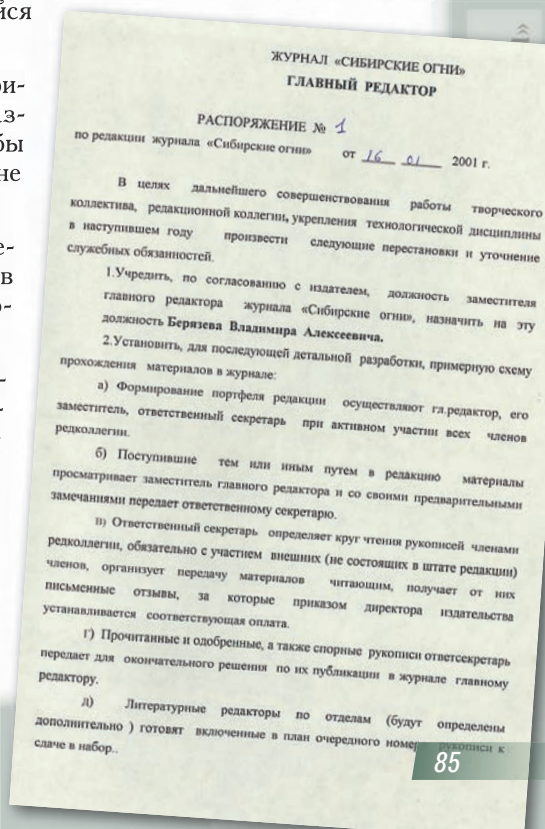 йся
ри-
аз-
бы
не
е-
в
о-
-
-
ЖУРНАЛ «СИБИРСКИЕ ОГНИ»
ГЛАВНЫЙ РЕДАКТОР
РАСПОРЯЖЕНИЕ № 1
по редакции журнала «Сибирские огни» от 16 01 2001 г.
В целях дальнейшего совершенствования работы творческого
коллектива, редакционной коллегии, укрепления технологической дисциплины
в наступившем году произвести следующие перестановки и уточнение
служебных обязанностей.
1.Учредить, по согласованию с издателем, должность заместителя
главного редактора журнала «Сибирские огни», назначить на эту
должность Берязева Владимира Алексеевича.
2.Установить, для последующей детальной разработки, примерную схему
прохождения материалов в журнале:
а) Формирование портфеля редакции осуществляют гл.редактор, его
заместитель, ответственный секретарь при активном участии всех членов
редколлегии.
б) Поступившие тем или иным путем в редакцию материалы
просматривает заместитель главного редактора и со своими предварительными
замечаниями передает ответственному секретарю.
в) Ответственный секретарь определяет круг чтения рукописей членами
редколлегии, обязательно с участием внешних (не состоящих в штате редакции)
членов, организует передачу материалов читающим, получает от них
письменные отзывы, за которые приказом директора издательства
устанавливается соответствующая оплата.
г) Прочитанные и одобренные, а также спорные рукописи ответсекретарь
передает для окончательного решения по их публикации в журнале главному
редактору.
д) Литературные редакторы по отделам (будут определены
дополнительно ) готовят включенные в план очередного номера рукописи к
сдаче в набор..
85